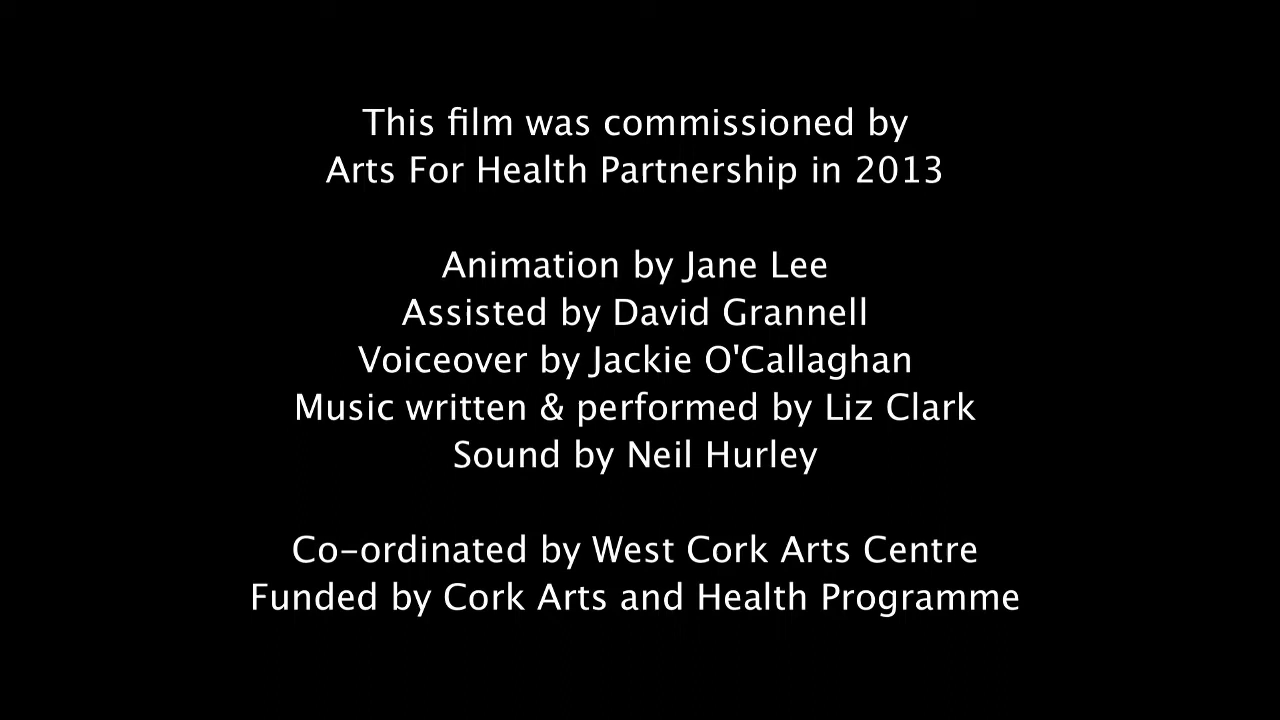 This film was commissioned by
Arts For Health Partnership in 2013
Animation by Jane Lee
Assisted by David Grannell
Voiceover by Jackie O'Callaghan
Music written & performed by Liz Clark
Sound by Neil Hurley
Co-ordinated by West Cork Arts Centre
Funded by Cork Arts and Health Programme